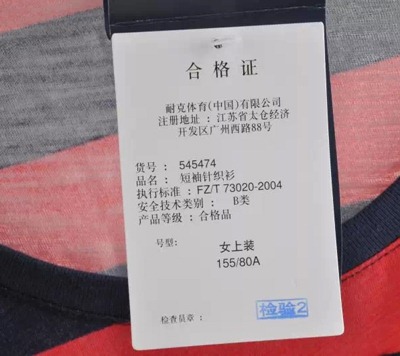 合格证
耐克体育(中国)有限公司
注册地址：江苏省太仓经济
开发区广州西路88号
货号： 545474
品名： 短袖针织衫
执行标准：FZ/T 73020-2004
安全技术类别： B类
产品等级：合格品
号型： 女上装
155/80A
检查员章： 检验2